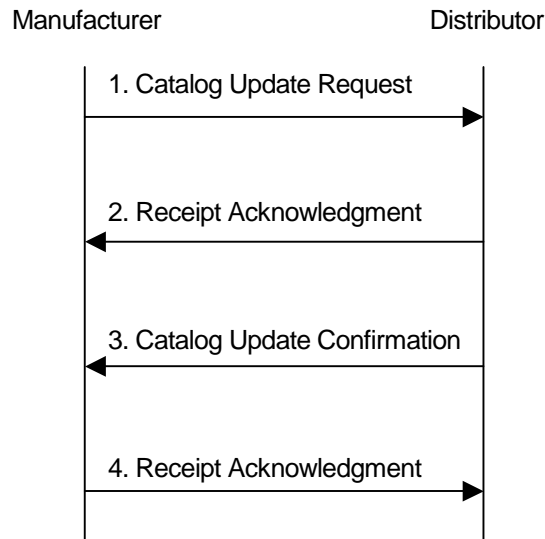 Manufacturer
Distributor
1. Catalog Update Request
2. Receipt Acknowledgment
3. Catalog Update Confirmation
4. Receipt Acknowledgment